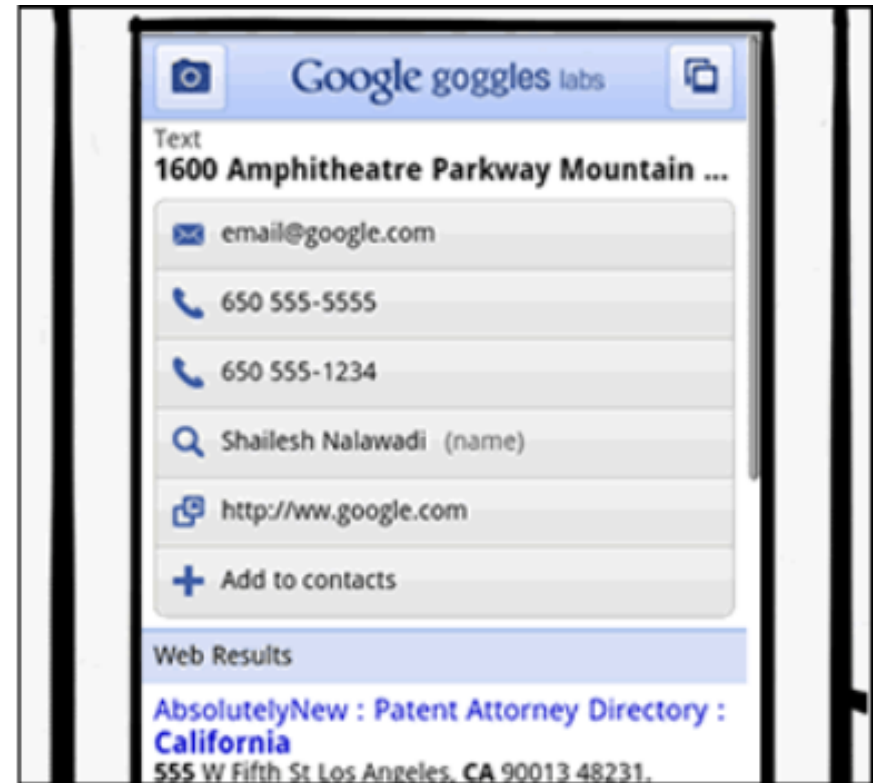 Google goggles labs
Text
1600 Amphitheatre Parkway Mountain ...
email@google.com
650 555-5555
650 555-1234
Shailesh Nalawadi (name)
http://ww.google.com
Add to contacts
Web Results
AbsolutelyNew : Patent Attorney Directory :
California
555 W Fifth St Los Angeles, CA 90013 48231.